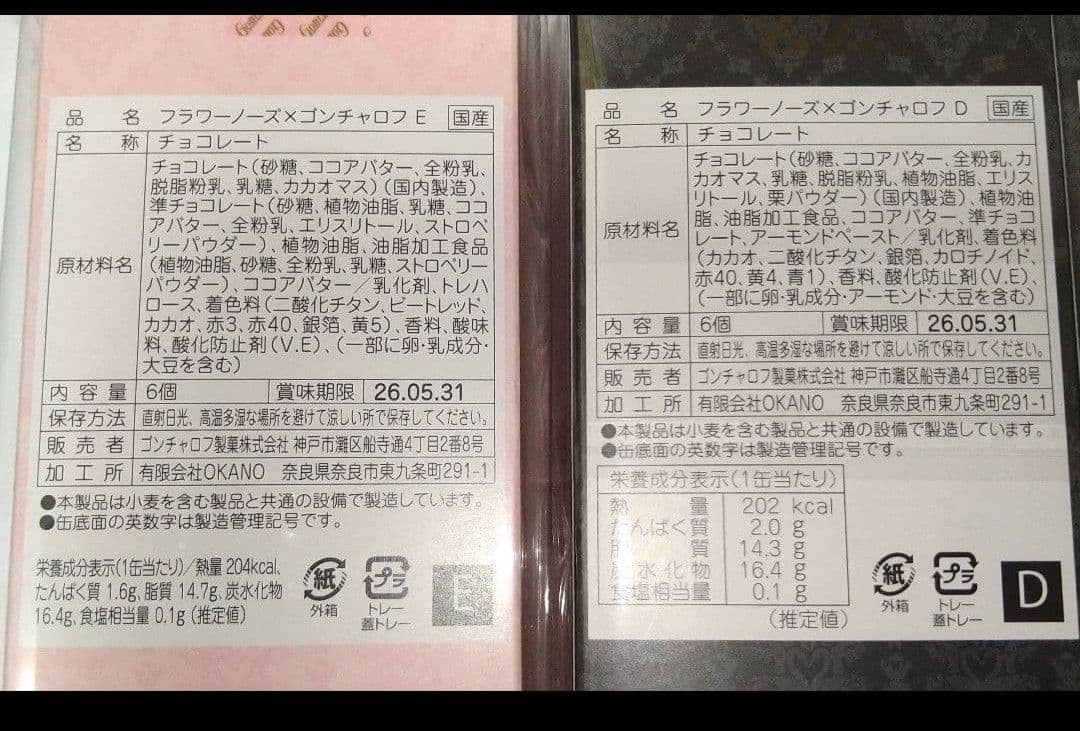 品名 フラワーノーズ×ゴンチャロフ E 国産
名称 チョコレート
原材料名
チョコレート(砂糖、ココアバター、全粉乳、
脱脂粉乳、乳糖、カカオマス)(国内製造)、
準チョコレート(砂糖、植物油脂、乳糖、ココ
アバター、全粉乳、エリスリトール、ストロベ
リーパウダー)、植物油脂、油脂加工食品
(植物油脂、砂糖、全粉乳、乳糖、ストロベリー
パウダー)、ココアバター/乳化剤、トレハ
ロース、着色料(二酸化チタン、ビートレッド、
カカオ、赤3、赤40、銀箔、黄5)、香料、酸味
料、酸化防止剤(V.E)、(一部に卵・乳成分・
大豆を含む)
内容量 6個 賞味期限 26.05.31
保存方法 直射日光、高温多湿な場所を避けて涼しい所で保存してください。
販売者 ゴンチャロフ製菓株式会社 神戸市灘区船寺通4丁目2番8号
加工所 有限会社OKANO 奈良県奈良市東九条町291-1
●本製品は小麦を含む製品と共通の設備で製造しています。
●缶底面の英数字は製造管理記号です。
栄養成分表示(1缶当たり)/熱量 204kcal、
たんぱく質 1.6g、脂質 14.7g、炭水化物
16.4g、食塩相当量 0.1g (推定値)
紙
外箱
プラ
トレー
蓋トレー
E
品名 フラワーノーズ×ゴンチャロフ D 国産
名称 チョコレート
原材料名
チョコレート(砂糖、ココアバター、全粉乳、カ
カオマス、乳糖、脱脂粉乳、植物油脂、エリス
リトール、栗パウダー)(国内製造)、植物油
脂、油脂加工食品、ココアバター、準チョコ
レート、アーモンドペースト/乳化剤、着色料
(カカオ、二酸化チタン、銀箔、カロチノイド、
赤40、黄4、青1)、香料、酸化防止剤(V.E)、
(一部に卵・乳成分・アーモンド・大豆を含む)
内容量 6個 賞味期限 26.05.31
保存方法 直射日光、高温多湿な場所を避けて涼しい所で保存してください。
販売者 ゴンチャロフ製菓株式会社 神戸市灘区船寺通4丁目2番8号
加工所 有限会社OKANO 奈良県奈良市東九条町291-1
●本製品は小麦を含む製品と共通の設備で製造しています。
●缶底面の英数字は製造管理記号です。
栄養成分表示(1缶当たり)
熱量 202 kcal
たんぱく質 2.0 g
脂質 14.3 g
炭水化物 16.4 g
食塩相当量 0.1 g
(推定値)
紙
外箱
プラ
トレー
蓋トレー
D